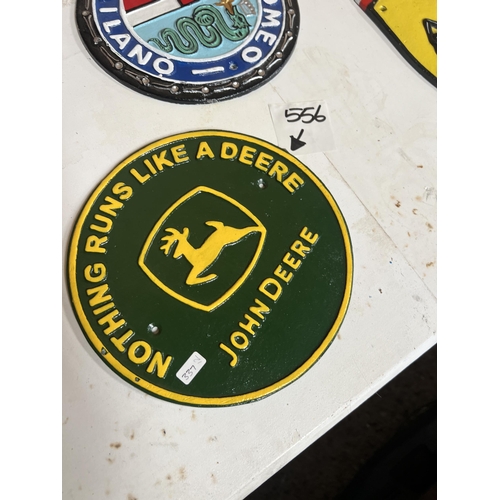 ILANO
OMEO
556
NOTHING RUNS LIKE A DEERE
JOHN DEERE